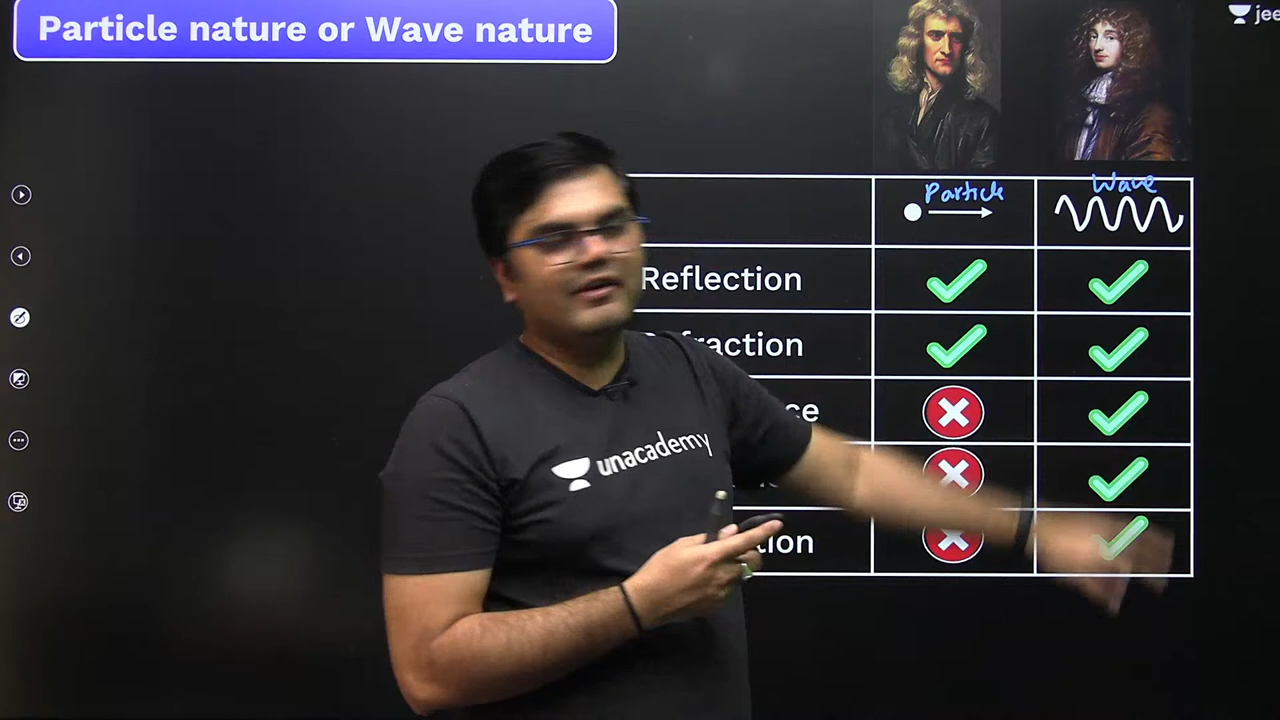 Particle nature or Wave nature
jee
Particle
Wave
Reflection
unacademy